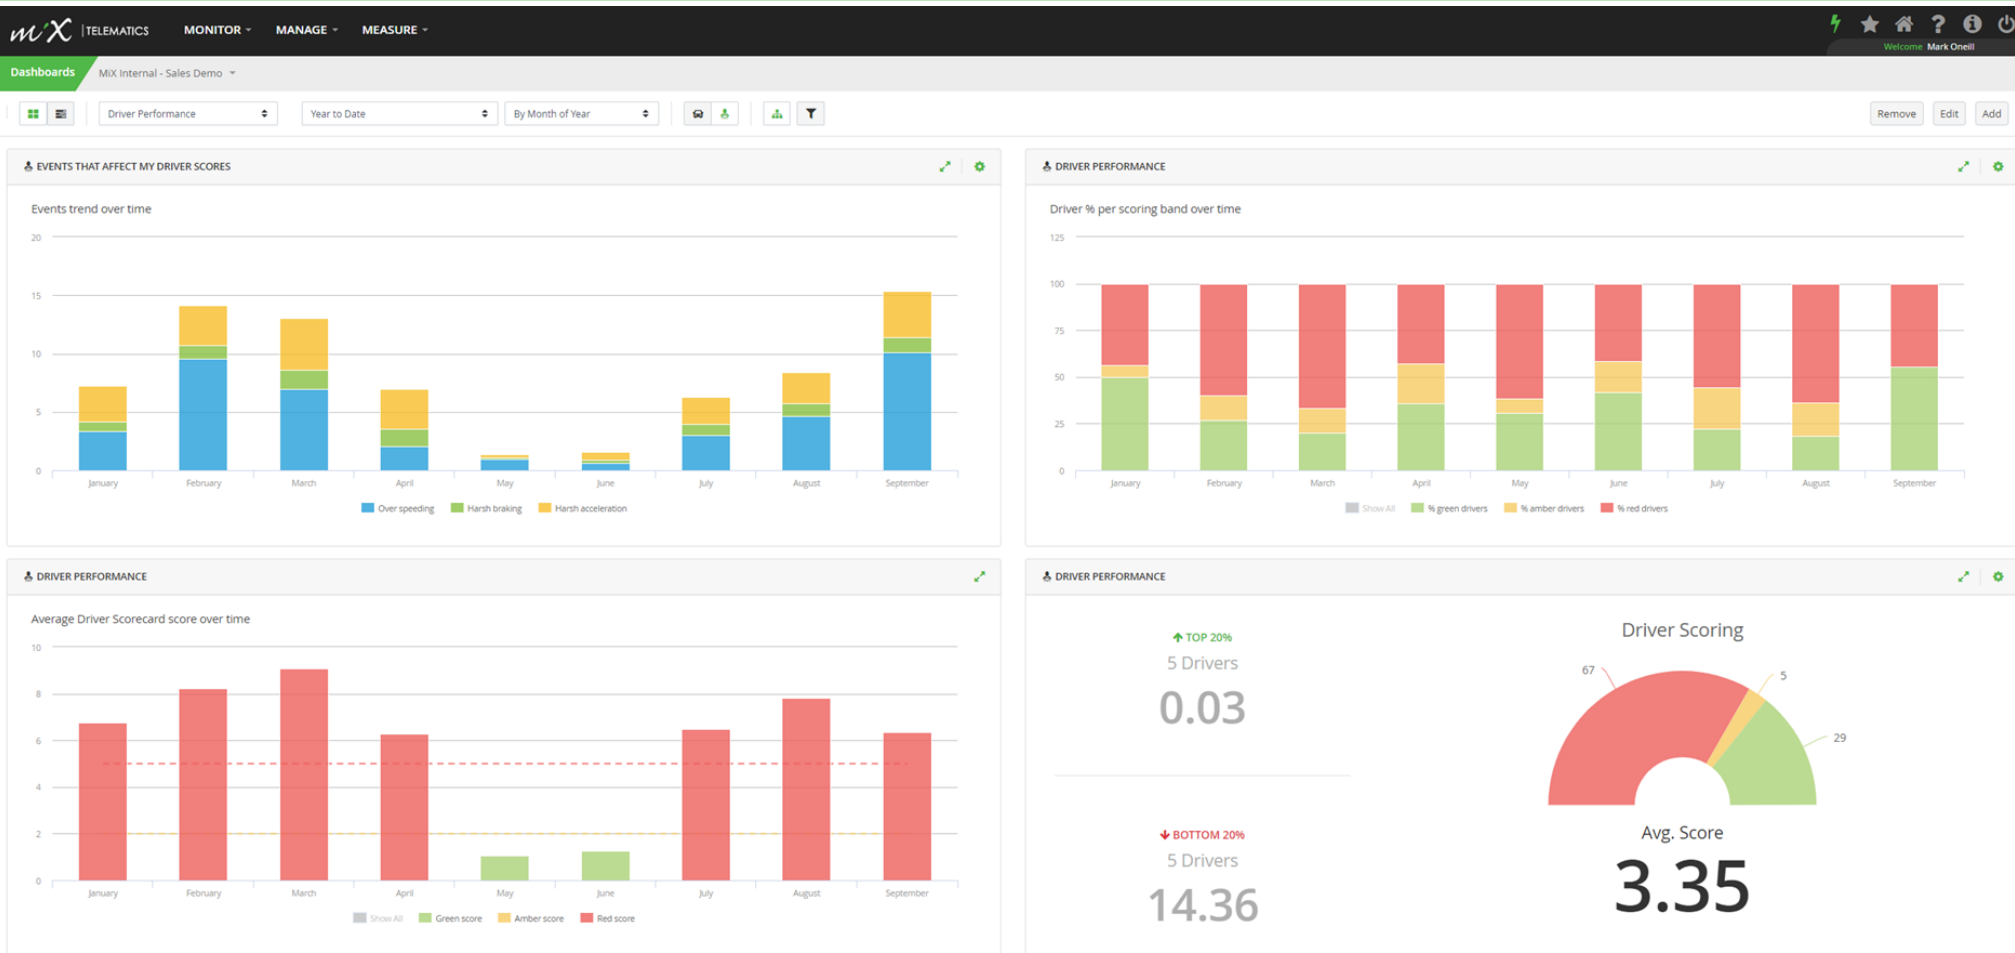 miX | TELEMATICS MONITOR MANAGE MEASURE
Welcome Mark Oneill
Dashboards MiX Internal - Sales Demo
Driver Performance Year to Date By Month of Year Remove Edit Add
EVENTS THAT AFFECT MY DRIVER SCORES
Events trend over time
20
15
10
5
0
January February March April May June July August September
Over speeding Harsh braking Harsh acceleration
DRIVER PERFORMANCE
Driver % per scoring band over time
125
100
75
50
25
0
January February March April May June July August September
Show All % green drivers % amber drivers % red drivers
DRIVER PERFORMANCE
Average Driver Scorecard score over time
10
8
6
4
2
0
January February March April May June July August September
Show All Green score Amber score Red score
DRIVER PERFORMANCE
TOP 20%
5 Drivers
0.03
BOTTOM 20%
5 Drivers
14.36
Driver Scoring
67
5
29
Avg. Score
3.35